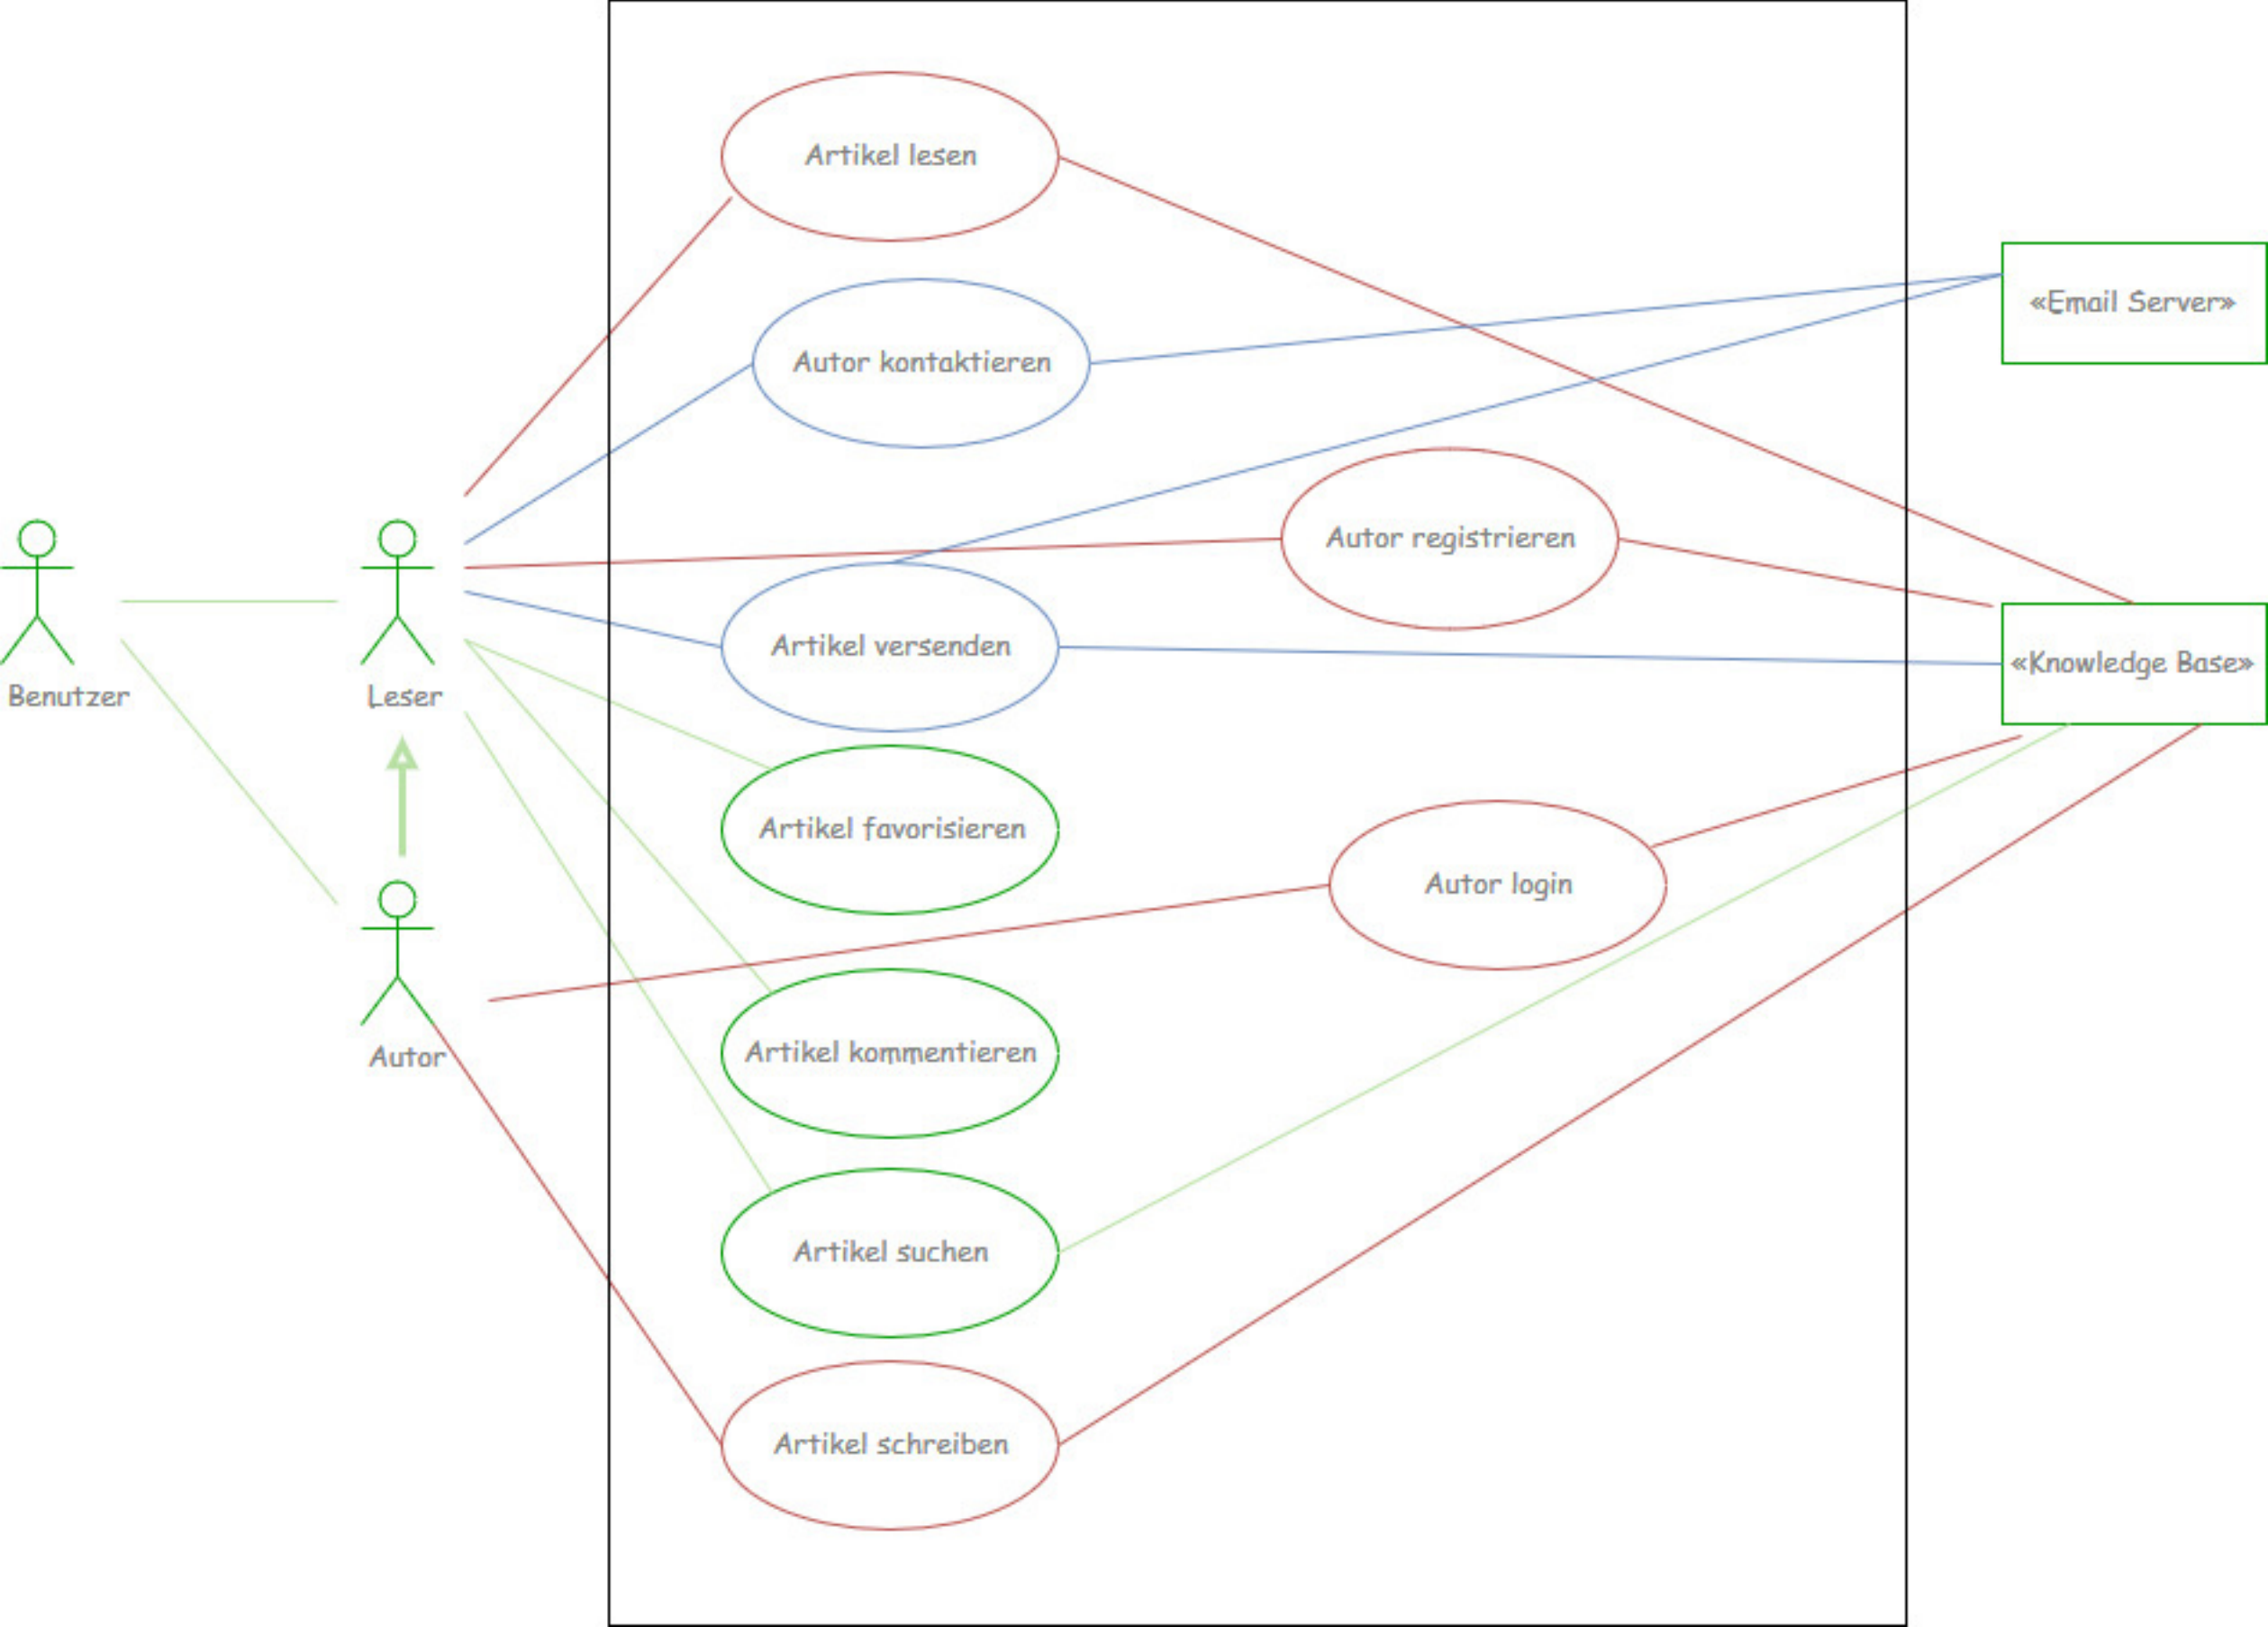 Artikel lesen
«Email Server»
Autor kontaktieren
Autor registrieren
Artikel versenden
«Knowledge Base»
Benutzer
Leser
Artikel favorisieren
Autor login
Artikel kommentieren
Autor
Artikel suchen
Artikel schreiben